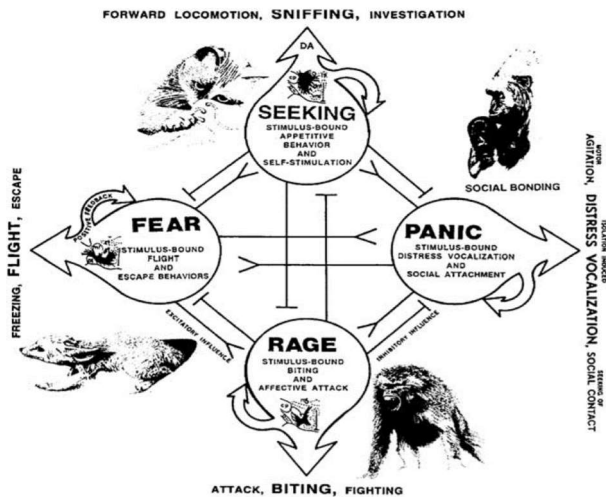 FORWARD LOCOMOTION, SNIFFING, INVESTIGATION
DA
SEEKING
STIMULUS-BOUND
APPETITIVE
BEHAVIOR
AND
SELF-STIMULATION
SOCIAL BONDING
FREEZING, FLIGHT, ESCAPE
POSITIVE FEEDBACK
FEAR
STIMULUS-BOUND
FLIGHT
AND
ESCAPE BEHAVIORS
PANIC
STIMULUS-BOUND
DISTRESS VOCALIZATION
AND
SOCIAL ATTACHMENT
MOTOR
AGITATION,
ISOLATION INDUCED
DISTRESS VOCALIZATION,
SEEKING OF
SOCIAL CONTACT
EXCITATORY INFLUENCE
INHIBITORY INFLUENCE
RAGE
STIMULUS-BOUND
BITING
AND
AFFECTIVE ATTACK
ATTACK, BITING, FIGHTING